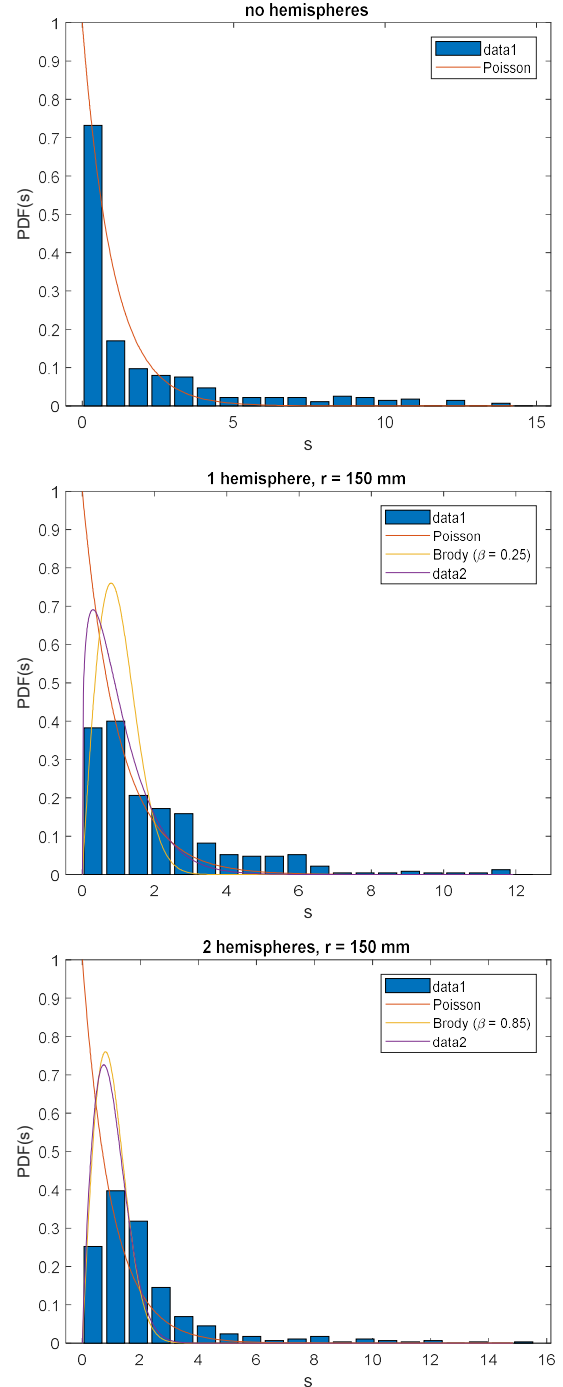 no hemispheres
1
0.9
0.8
0.7
0.6
0.5
0.4
0.3
0.2
0.1
0
PDF(s)
data1
Poisson
0 5 10 15
s
1 hemisphere, r = 150 mm
1
0.9
0.8
0.7
0.6
0.5
0.4
0.3
0.2
0.1
0
PDF(s)
data1
Poisson
Brody (β = 0.25)
data2
0 2 4 6 8 10 12
s
2 hemispheres, r = 150 mm
1
0.9
0.8
0.7
0.6
0.5
0.4
0.3
0.2
0.1
0
PDF(s)
data1
Poisson
Brody (β = 0.85)
data2
0 2 4 6 8 10 12 14 16
s